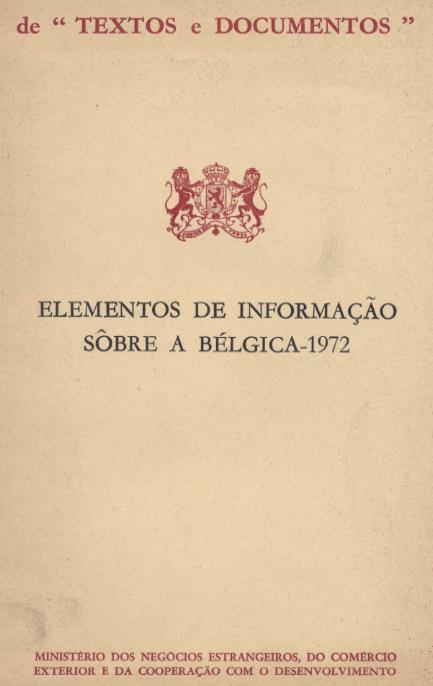 de “ TEXTOS e DOCUMENTOS ”
ELEMENTOS DE INFORMAÇÃO
SÔBRE A BÉLGICA-1972
MINISTÉRIO DOS NEGÓCIOS ESTRANGEIROS, DO COMÉRCIO
EXTERIOR E DA COOPERAÇÃO COM O DESENVOLVIMENTO